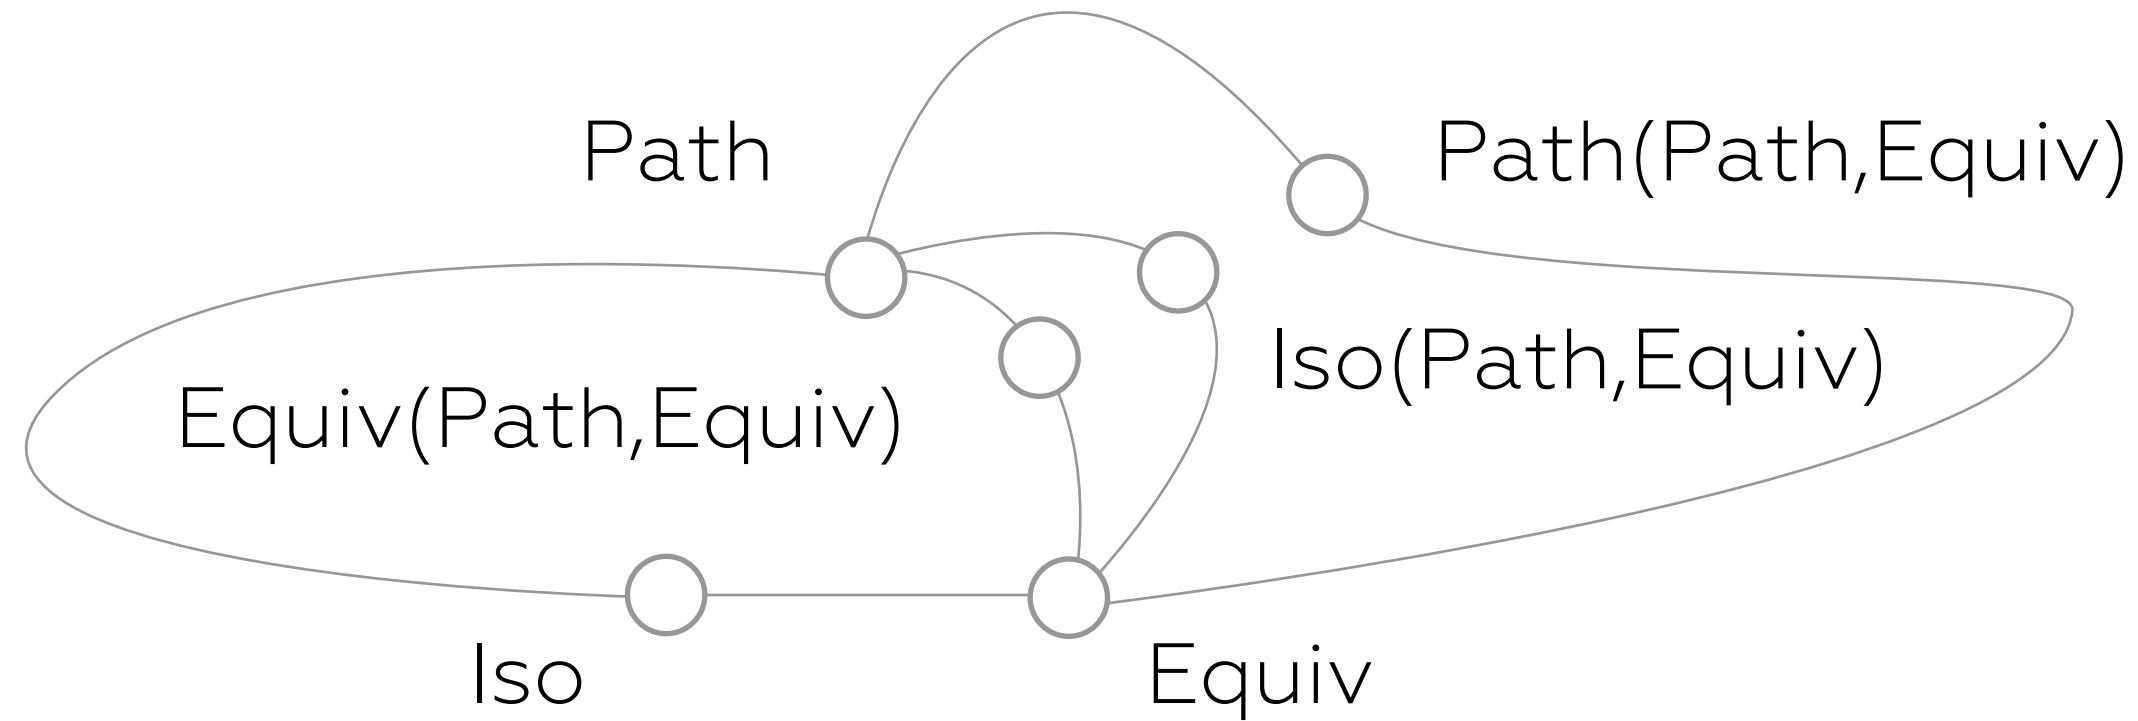 Path
Path(Path,Equiv)
Iso(Path,Equiv)
Equiv(Path,Equiv)
Iso
Equiv